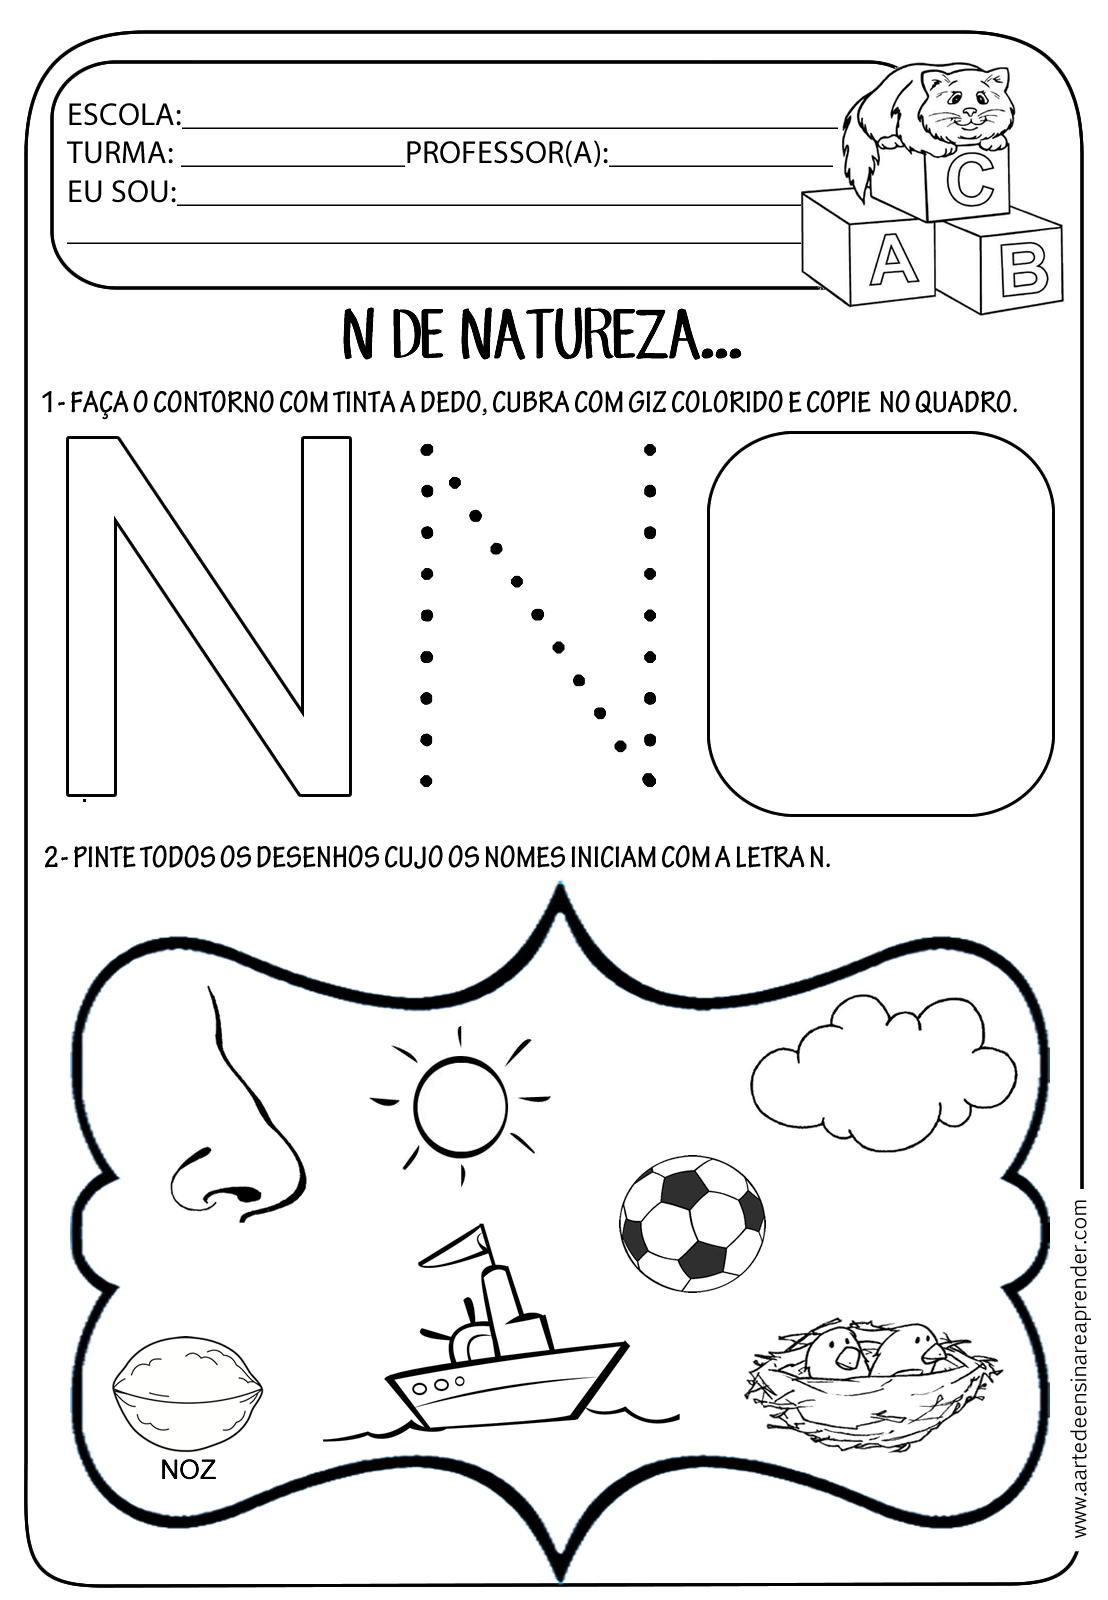 ESCOLA:
TURMA: PROFESSOR(A):
EU SOU:
C
A B
N DE NATUREZA...
1- FAÇA O CONTORNO COM TINTA A DEDO, CUBRA COM GIZ COLORIDO E COPIE NO QUADRO.
N N
2- PINTE TODOS OS DESENHOS CUJO OS NOMES INICIAM COM A LETRA N.
NOZ
www.aartedeensinareaprender.com